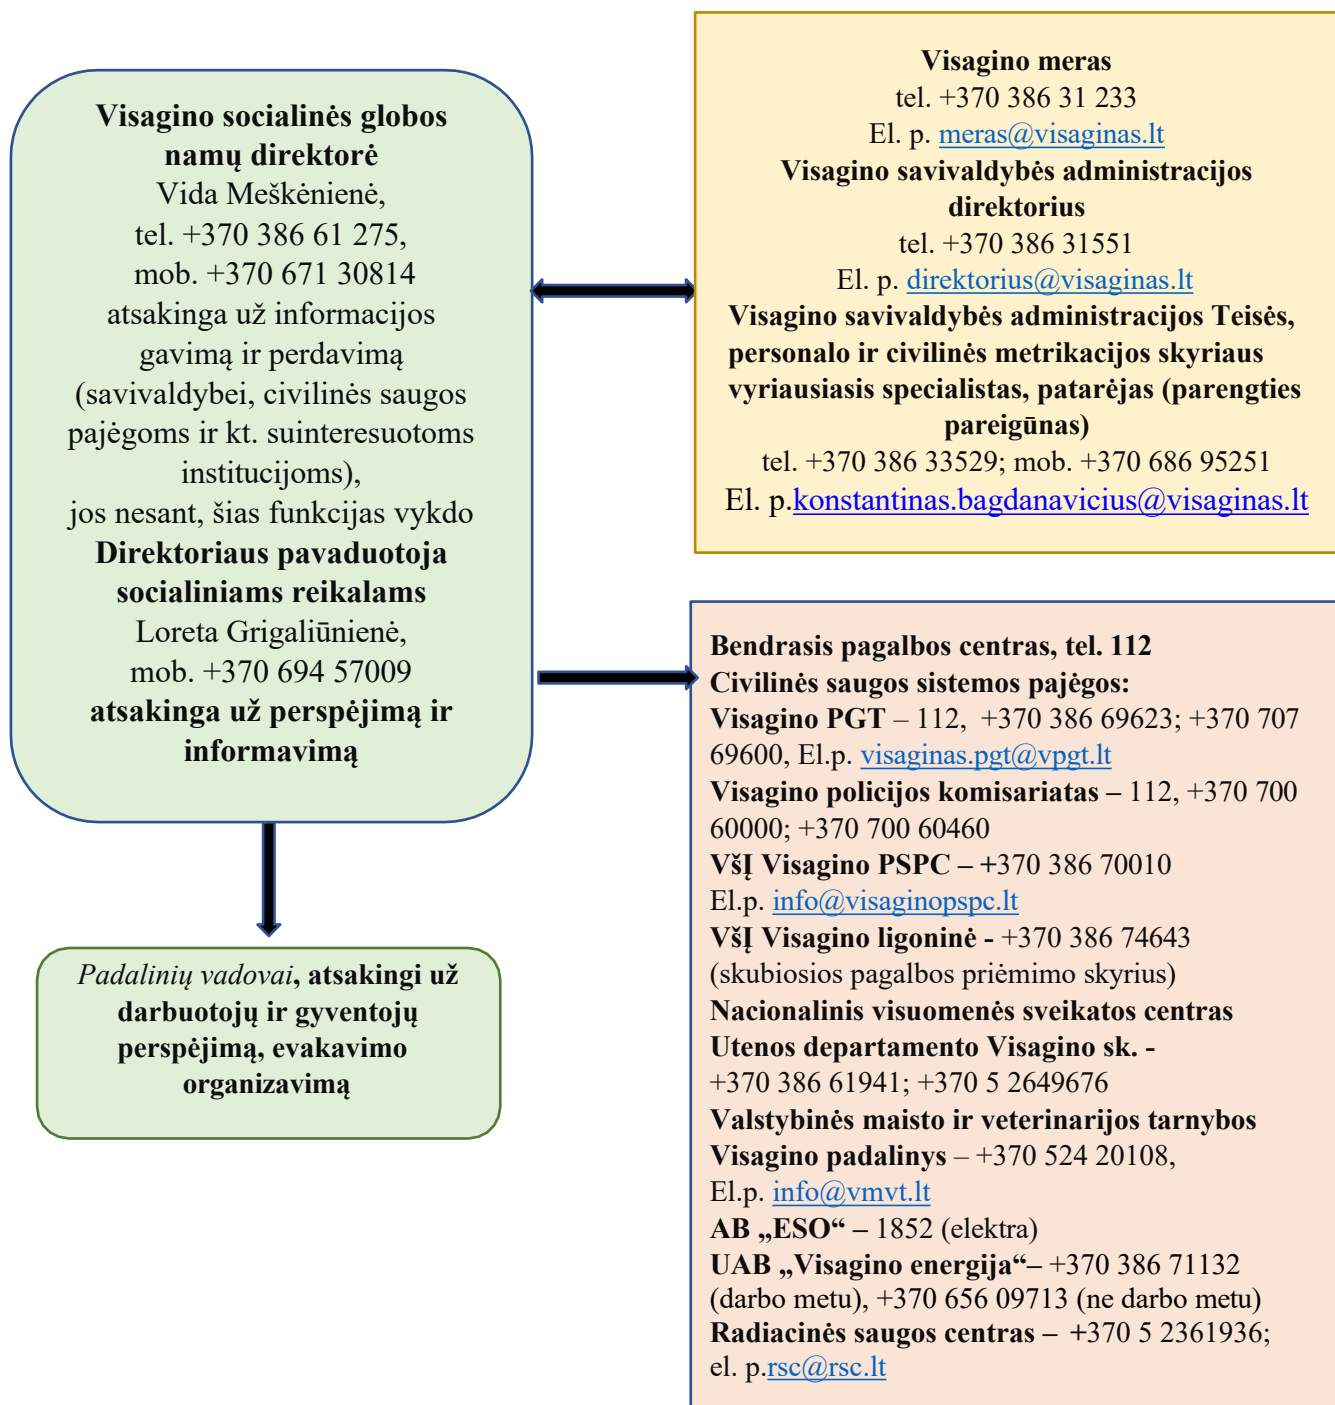 Visagino socialinės globos
namų direktorė
Vida Meškėnienė,
tel. +370 386 61 275,
mob. +370 671 30814
atsakinga už informacijos
gavimą ir perdavimą
(savivaldybei, civilinės saugos
pajėgoms ir kt. suinteresuotoms
institucijoms),
jos nesant, šias funkcijas vykdo
Direktoriaus pavaduotoja
socialiniams reikalams
Loreta Grigaliūnienė,
mob. +370 694 57009
atsakinga už perspėjimą ir
informavimą
Visagino meras
tel. +370 386 31 233
El. p. meras@visaginas.lt
Visagino savivaldybės administracijos
direktorius
tel. +370 386 31551
El. p. direktorius@visaginas.lt
Visagino savivaldybės administracijos Teisės,
personalo ir civilinės metrikacijos skyriaus
vyriausiasis specialistas, patarėjas (parengties
pareigūnas)
tel. +370 386 33529; mob. +370 686 95251
El. p.konstantinas.bagdanavicius@visaginas.lt
Padalinių vadovai, atsakingi už
darbuotojų ir gyventojų
perspėjimą, evakavimo
organizavimą
Bendrasis pagalbos centras, tel. 112
Civilinės saugos sistemos pajėgos:
Visagino PGT – 112, +370 386 69623; +370 707
69600, El.p. visaginas.pgt@vpgt.lt
Visagino policijos komisariatas – 112, +370 700
60000; +370 700 60460
VšĮ Visagino PSPC – +370 386 70010
El.p. info@visaginopspc.lt
VšĮ Visagino ligoninė - +370 386 74643
(skubiosios pagalbos priėmimo skyrius)
Nacionalinis visuomenės sveikatos centras
Utenos departamento Visagino sk. -
+370 386 61941; +370 5 2649676
Valstybinės maisto ir veterinarijos tarnybos
Visagino padalinys – +370 524 20108,
El.p. info@vmvt.lt
AB „ESO“ – 1852 (elektra)
UAB „Visagino energija“– +370 386 71132
(darbo metu), +370 656 09713 (ne darbo metu)
Radiacinės saugos centras – +370 5 2361936;
el. p.rsc@rsc.lt